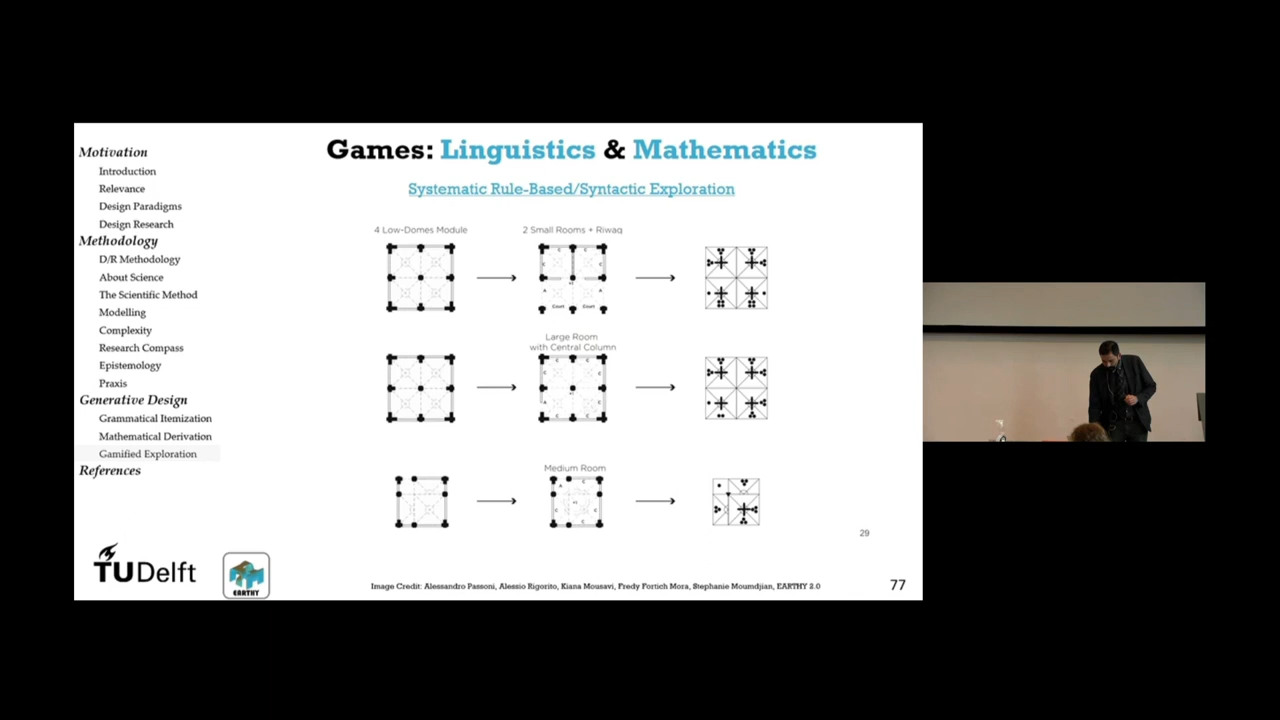 Games: Linguistics & Mathematics
Systematic Rule-Based/Syntactic Exploration
Motivation
Introduction
Relevance
Design Paradigms
Design Research
Methodology
D/R Methodology
About Science
The Scientific Method
Modelling
Complexity
Research Compass
Epistemology
Praxis
Generative Design
Grammatical Itemization
Mathematical Derivation
Gamified Exploration
References
4 Low-Domes Module
2 Small Rooms + Riwaq
Court Court
Large Room
with Central Column
Medium Room
29
TUDelft
EARTHY
Image Credit: Alessandro Passoni, Alessio Rigorito, Kiana Mousavi, Fredy Fortich Mora, Stephanie Moumdjian, EARTHY 2.0
77